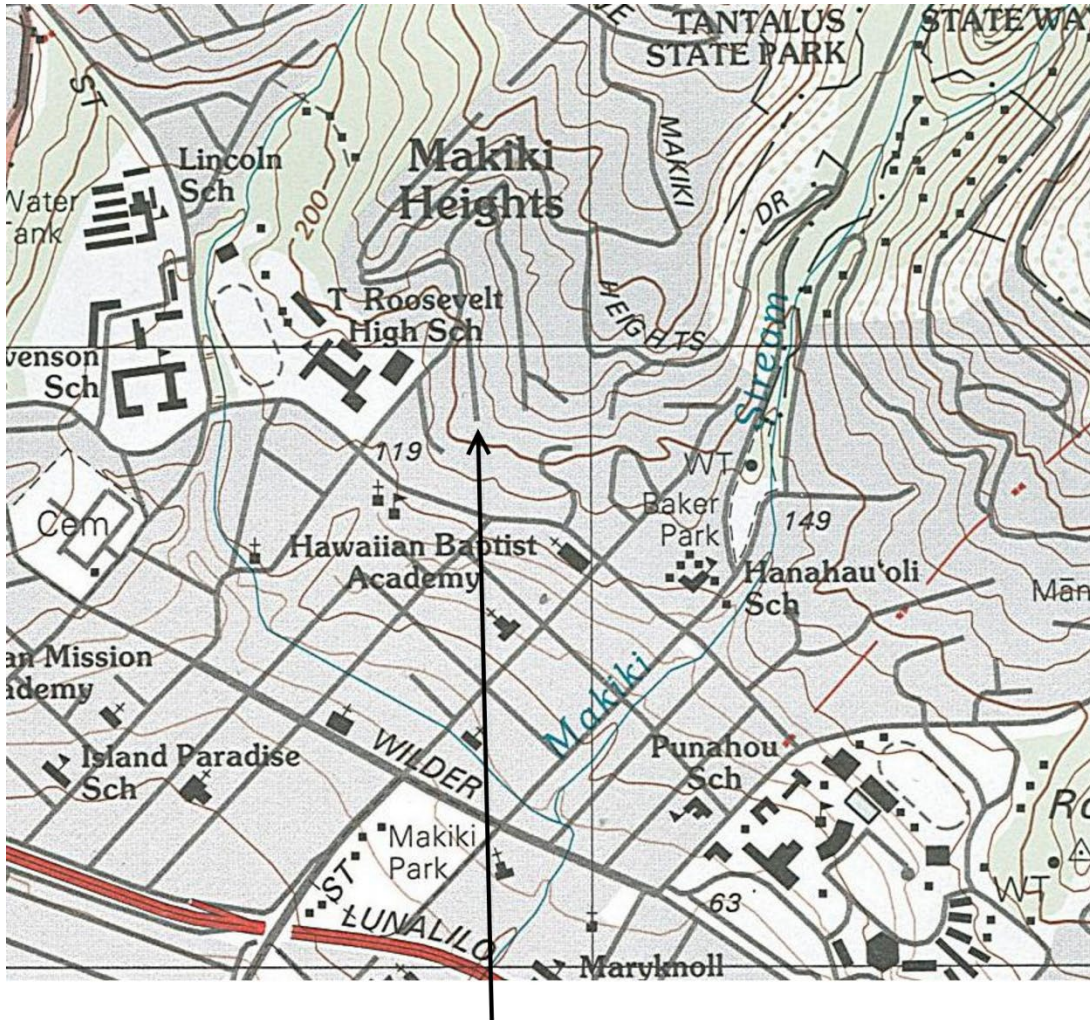 TANTALUS
STATE PARK
STATE WA
ST
Lincoln
Sch
Makiki
Heights
MAKIKI
Water
Tank
200
DR
HEIGHTS
T. Roosevelt
High Sch
venson
Sch
Stream
119
WT
Cem
Baker
Park
149
Hawaiian Baptist
Academy
Hanahau'oli
Sch
Mān
an Mission
ademy
Makiki
Island Paradise
Sch
WILDER
Punahou
Sch
Makiki
Park
ST
RO
WT
63
LUNALILO
Maryknoll